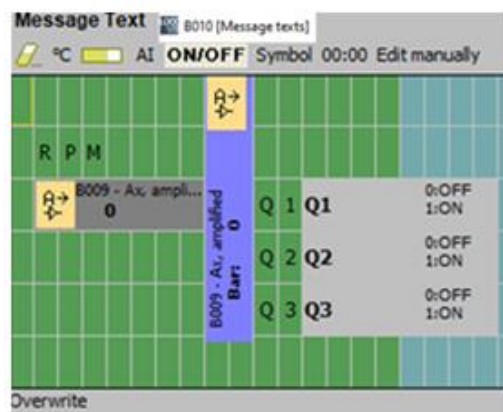 Message Text B010 [Message texts]
°C AI ON/OFF Symbol 00:00 Edit manually
A→
R P M
A→ B009 - Ax, ampli...
0
B009 - Ax, amplified
Bar: 0
Q 1 Q1 0:OFF
1:ON
Q 2 Q2 0:OFF
1:ON
Q 3 Q3 0:OFF
1:ON
Overwrite